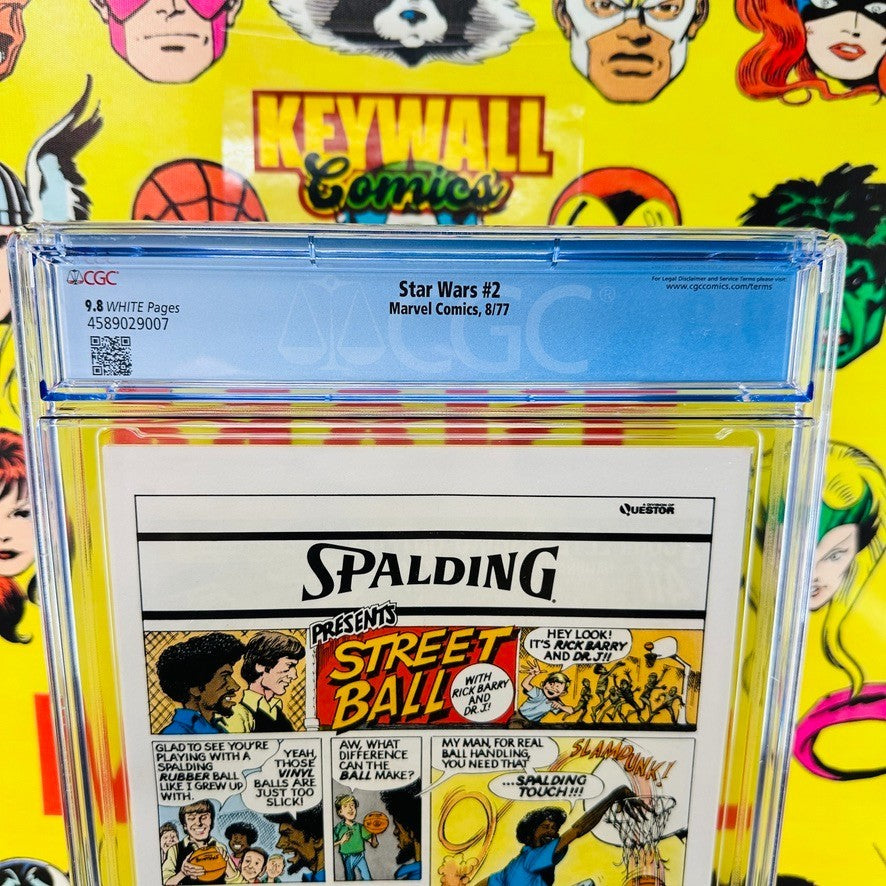 KEYWALL
Comics
CGC
9.8 WHITE Pages
4589029007
Star Wars #2
Marvel Comics, 8/77
For Legal Disclaimer and Service Terms please visit:
www.cgccomics.com/terms
CGC
A DIVISION OF
QUESTOR
SPALDING
PRESENTS
STREET
BALL
WITH
RICK BARRY
AND
DR. J!
HEY LOOK!
IT'S RICK BARRY
AND DR. J!!
GLAD TO SEE YOU'RE
PLAYING WITH A
SPALDING
RUBBER BALL
LIKE I GREW UP
WITH.
YEAH,
THOSE
VINYL
BALLS ARE
JUST TOO
SLICK!
AW, WHAT
DIFFERENCE
CAN THE
BALL MAKE?
MY MAN, FOR REAL
BALL HANDLING,
YOU NEED THAT
...SPALDING
TOUCH!!!
SLAMDUNK!